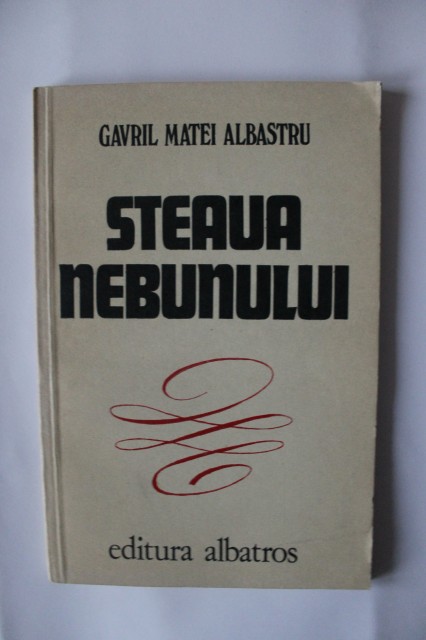 GAVRIL MATEI ALBASTRU
STEAUA
NEBUNULUI
editura albatros